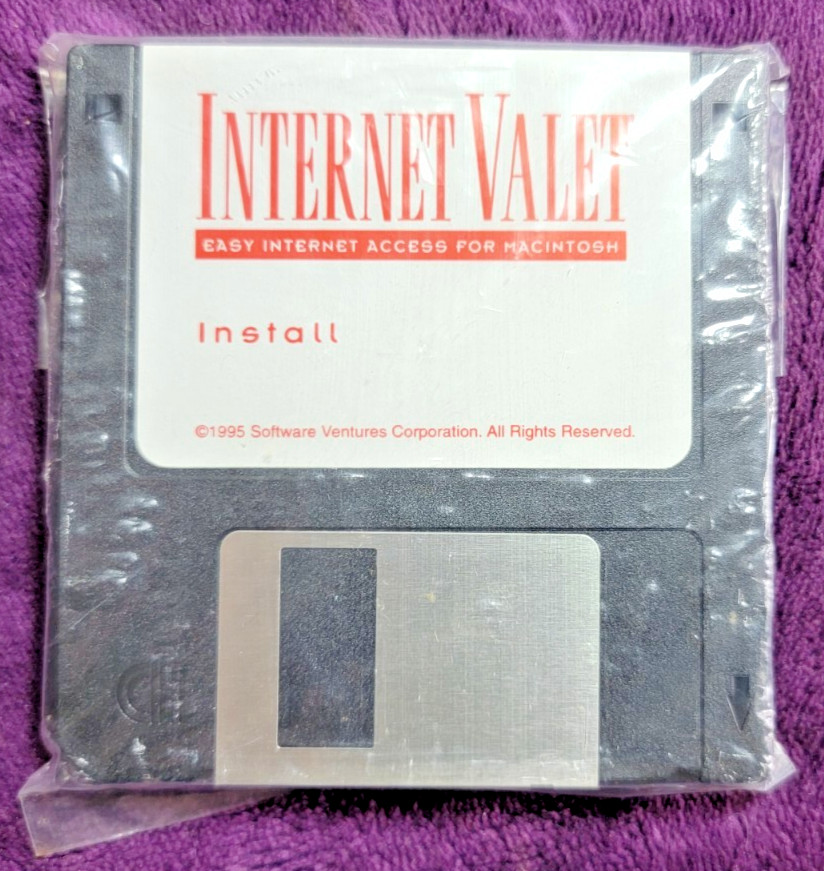 INTERNET VALET
EASY INTERNET ACCESS FOR MACINTOSH
Install
©1995 Software Ventures Corporation. All Rights Reserved.